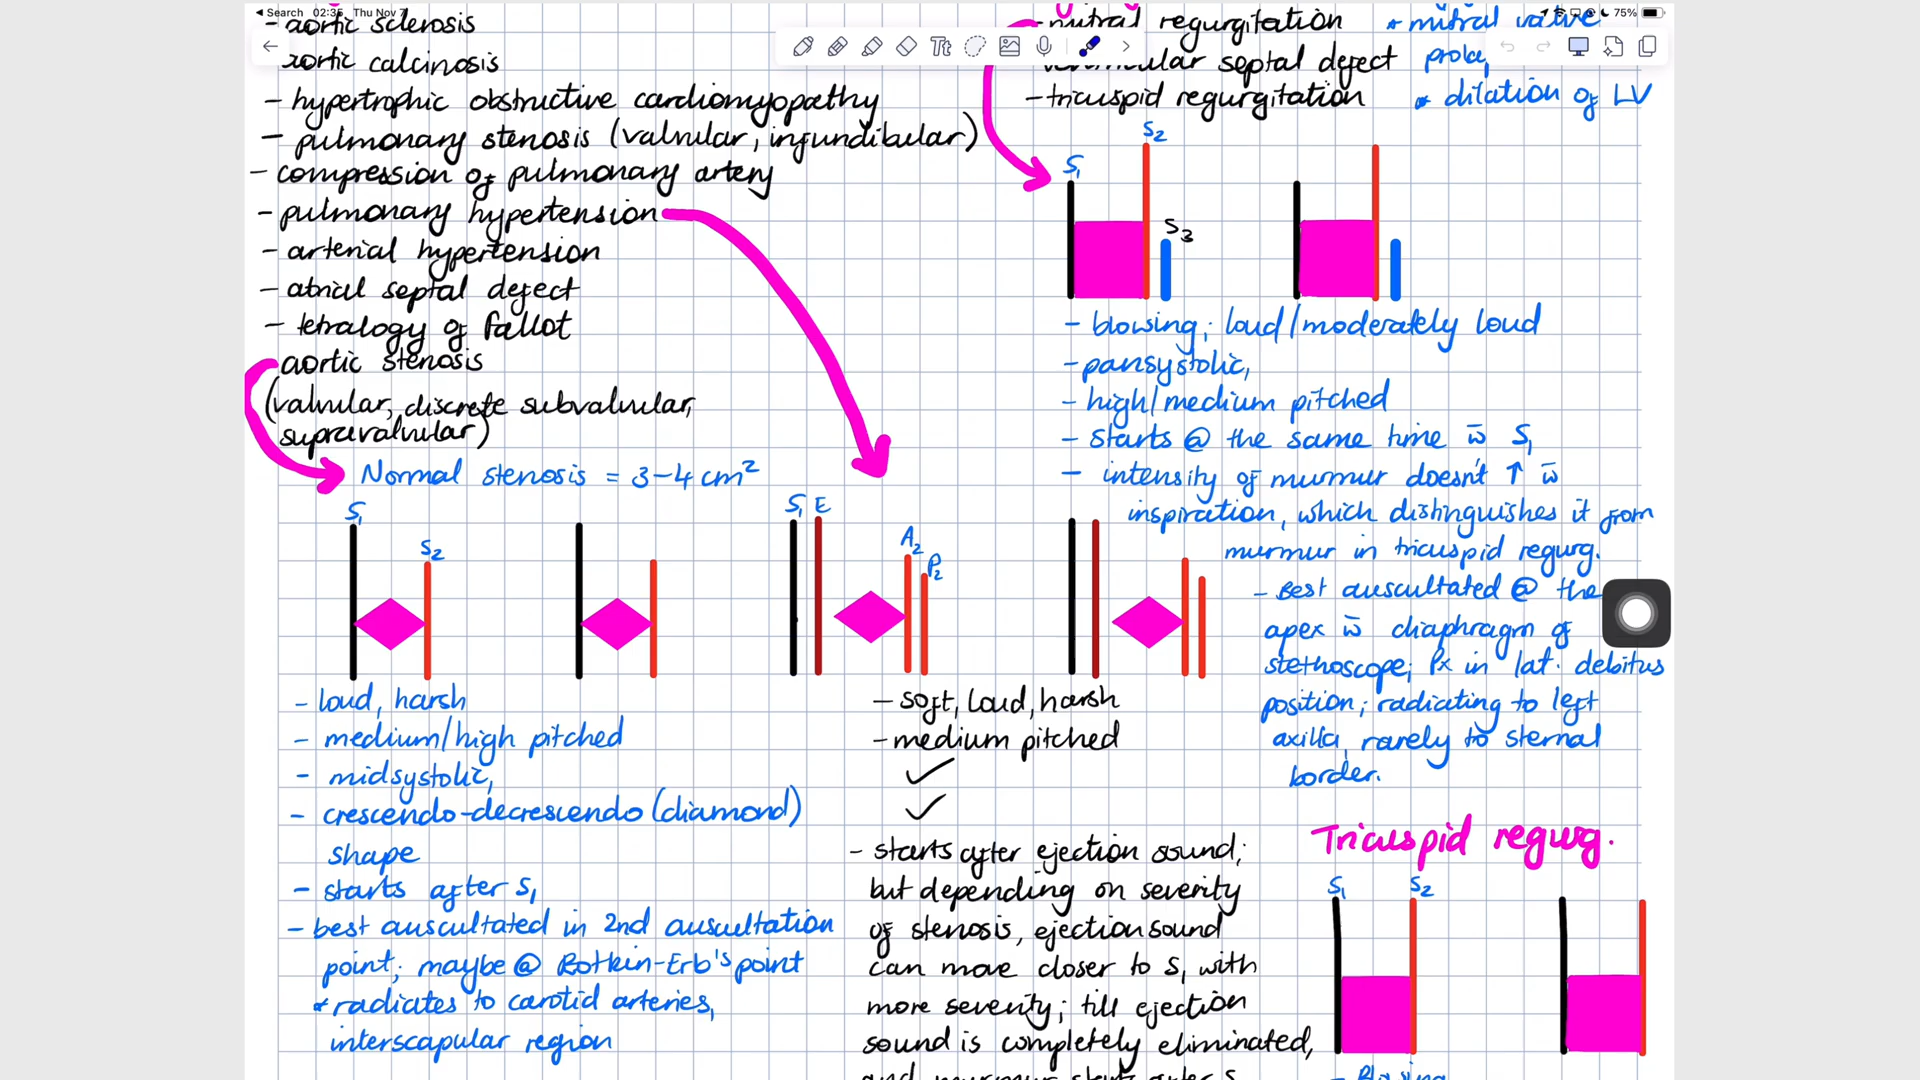 Search 02:35 Thu Nov 7
75%
- aortic sclerosis
aortic calcinosis
- hypertrophic obstructive cardiomyopathy
- pulmonary stenosis (valvular, infundibular)
- compression of pulmonary artery
- pulmonary hypertension
- arterial hypertension
- atrial septal defect
- tetralogy of fallot
aortic stenosis
(valvular, discrete subvalvular,
supravalvular)
Normal stenosis = 3-4 cm²
S₁
S₂
S₁ E
A₂
P₂
- loud, harsh
- medium/high pitched
- midsystolic,
- crescendo-decrescendo (diamond)
shape
- starts after S₁
- best auscultated in 2nd auscultation
point; maybe @ Botkin-Erb's point
* radiates to carotid arteries,
interscapular region
- soft, loud, harsh
- medium pitched
✓
✓
- starts after ejection sound;
but depending on severity
of stenosis, ejection sound
can move closer to S₁ with
more severity; till ejection
sound is completely eliminated,
and murmur starts after S
- mitral regurgitation
septal defect
- tricuspid regurgitation
* mitral valve
* dilation of LV
S₁
S₂
S₃
- blowing; loud/moderately loud
- pansystolic,
- high/medium pitched
- starts @ the same time w̄ S₁
- intensity of murmur doesn't ↑ w̄
inspiration, which distinguishes it from
murmur in tricuspid regurg.
- Best auscultated @ the
apex w̄ diaphragm of
stethoscope; Px in lat. debitus
position; radiating to left
axilla, rarely to sternal
border.
Tricuspid regurg.
S₁
S₂
- Blowing
Tt